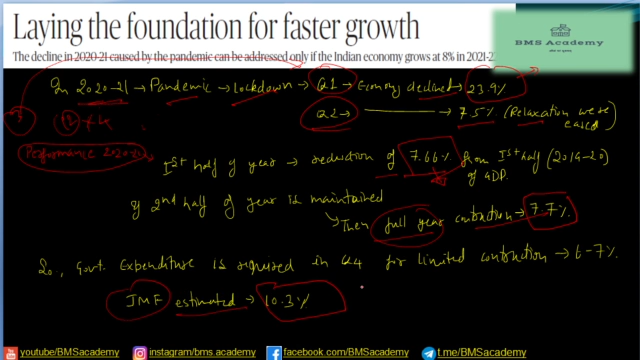 Laying the foundation for faster growth
The decline in 2020-21 caused by the pandemic can be addressed only if the Indian economy grows at 8% in 2021-2
BMS Academy
In 2020-21 → Pandemic → Lockdown → Q1 → Economy declined → 23.9%
Q2 → 7.5% (Relaxation were eased)
Performance 2020-21
Ist half of year → reduction of 7.66% from Ist half (2019-20) of GDP.
If 2nd half of year is maintained
Then full year contraction → 7.7%.
So, Govt. Expenditure is required in Q4 for limited contraction → 6-7%.
IMF estimated → 10.3%
youtube/BMSacademy
instagram/bms.academy
facebook.com/BMSacademy
Telegram - t.me/BMSacademy